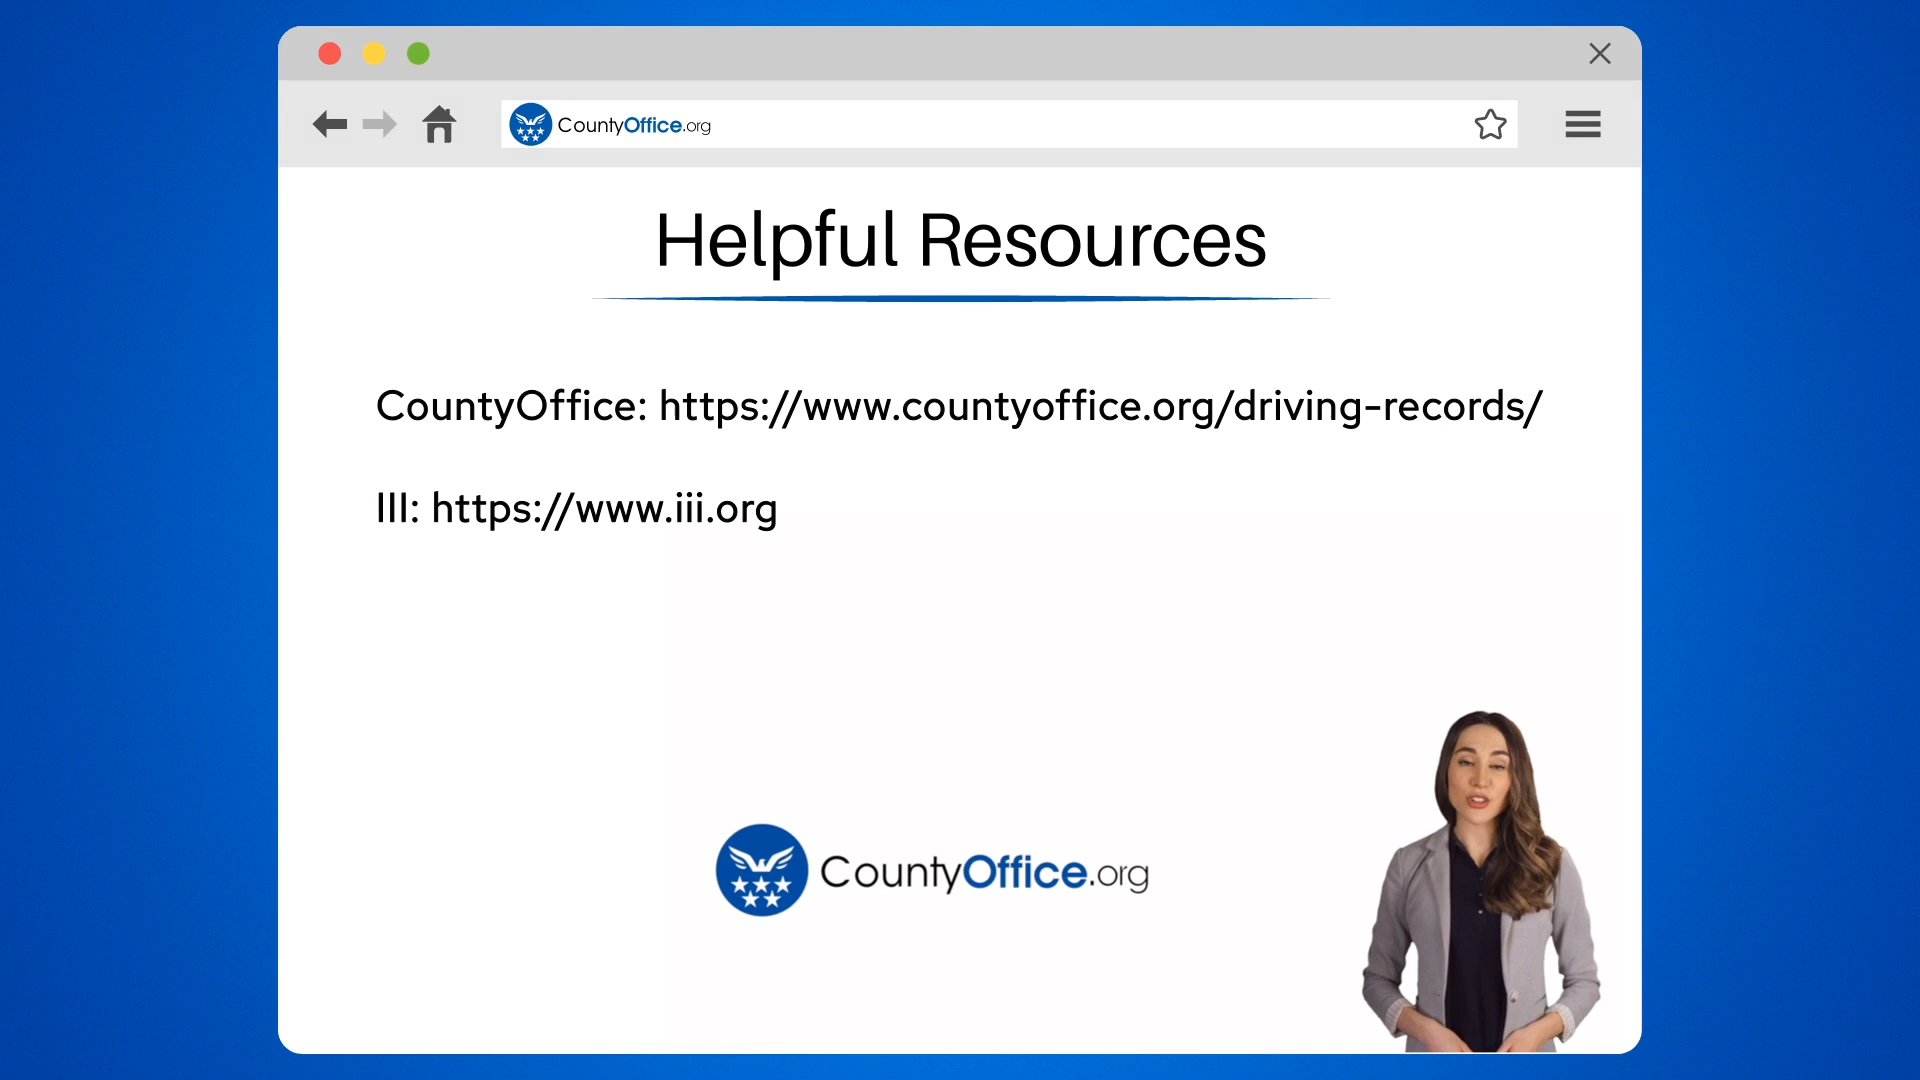 CountyOffice.org
Helpful Resources
CountyOffice: https://www.countyoffice.org/driving-records/
III: https://www.iii.org
CountyOffice.org